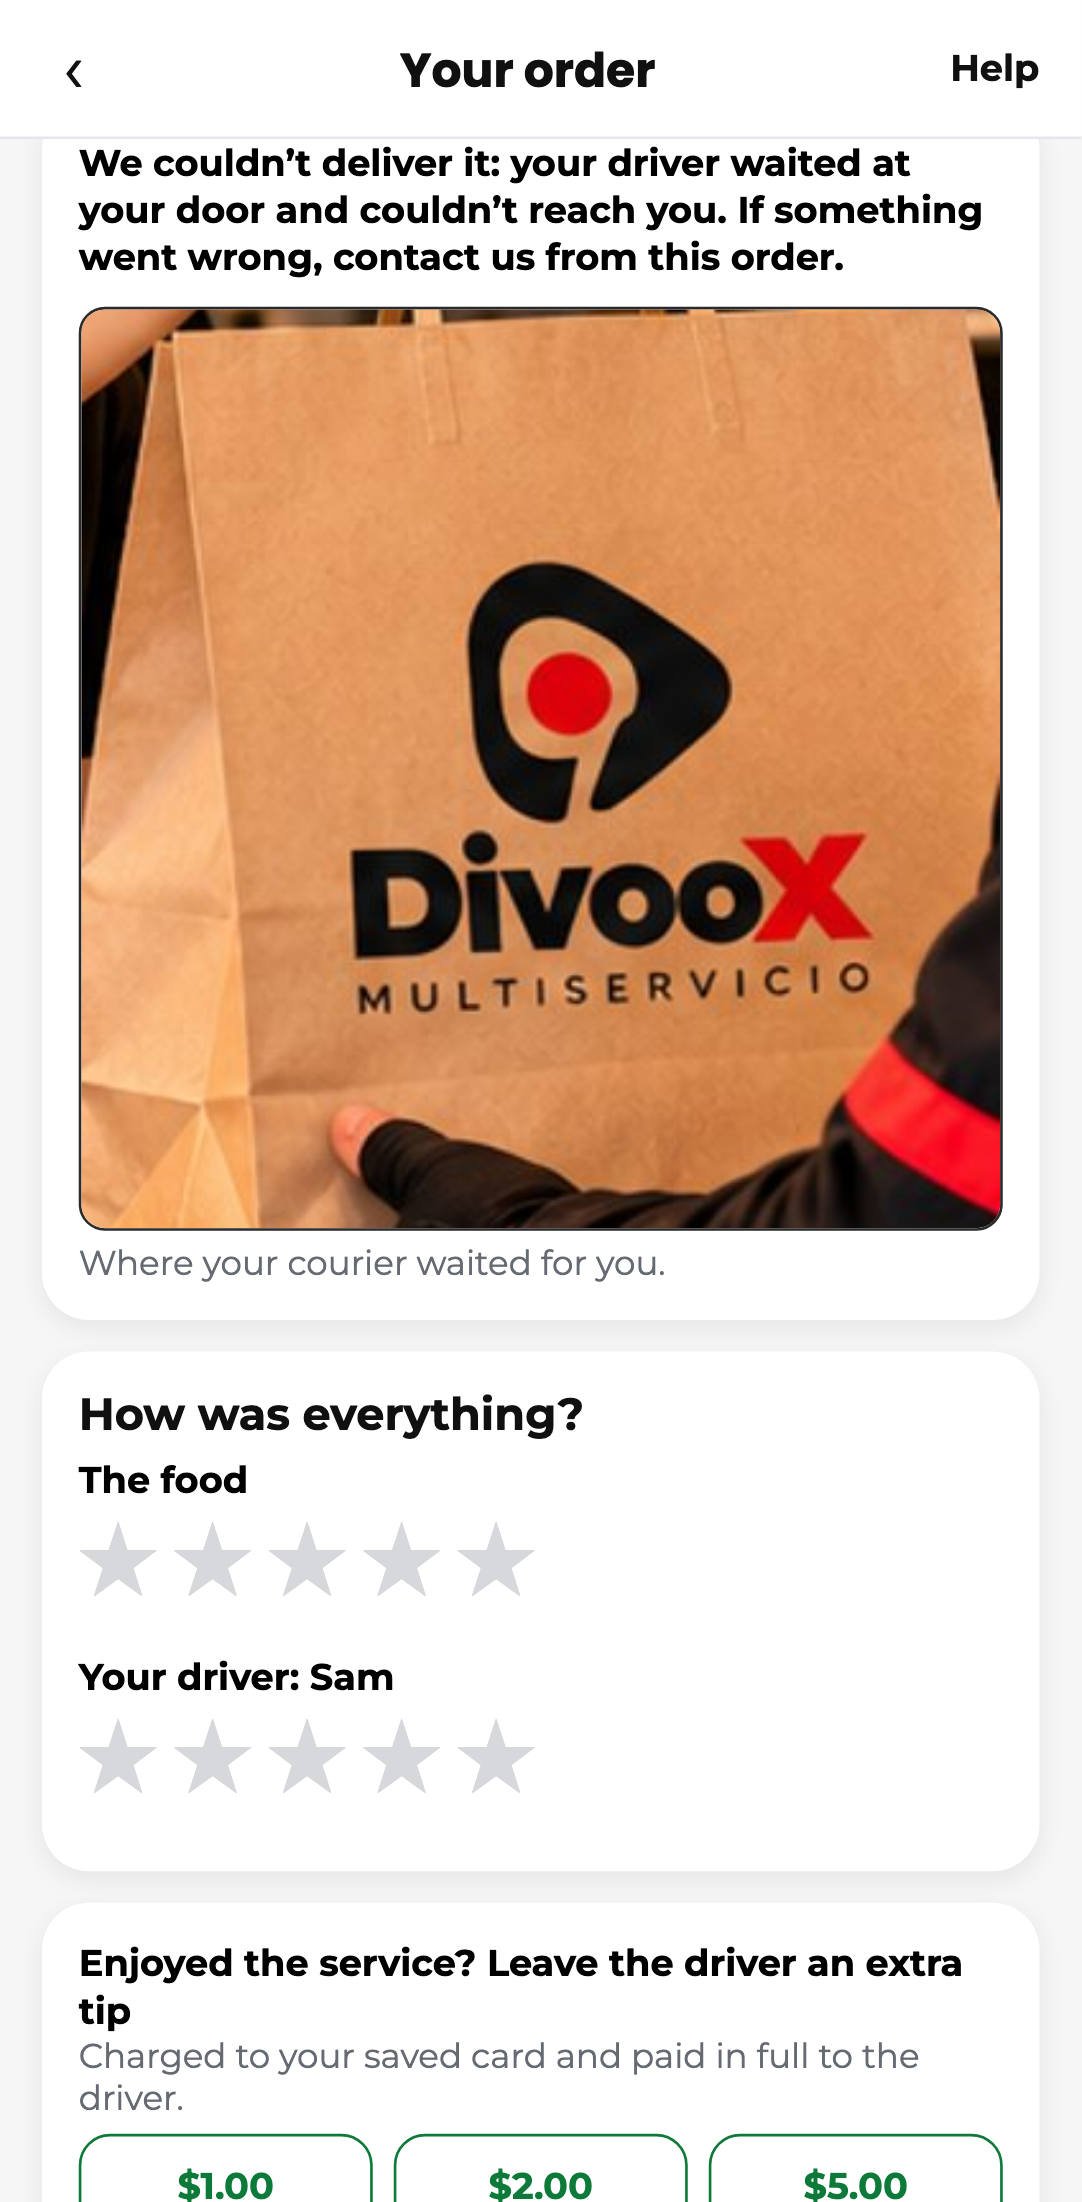 ‹
Your order
Help
We couldn’t deliver it: your driver waited at
your door and couldn’t reach you. If something
went wrong, contact us from this order.
DivooX
MULTISERVICIO
Where your courier waited for you.
How was everything?
The food
Your driver: Sam
Enjoyed the service? Leave the driver an extra
tip
Charged to your saved card and paid in full to the
driver.
$1.00
$2.00
$5.00